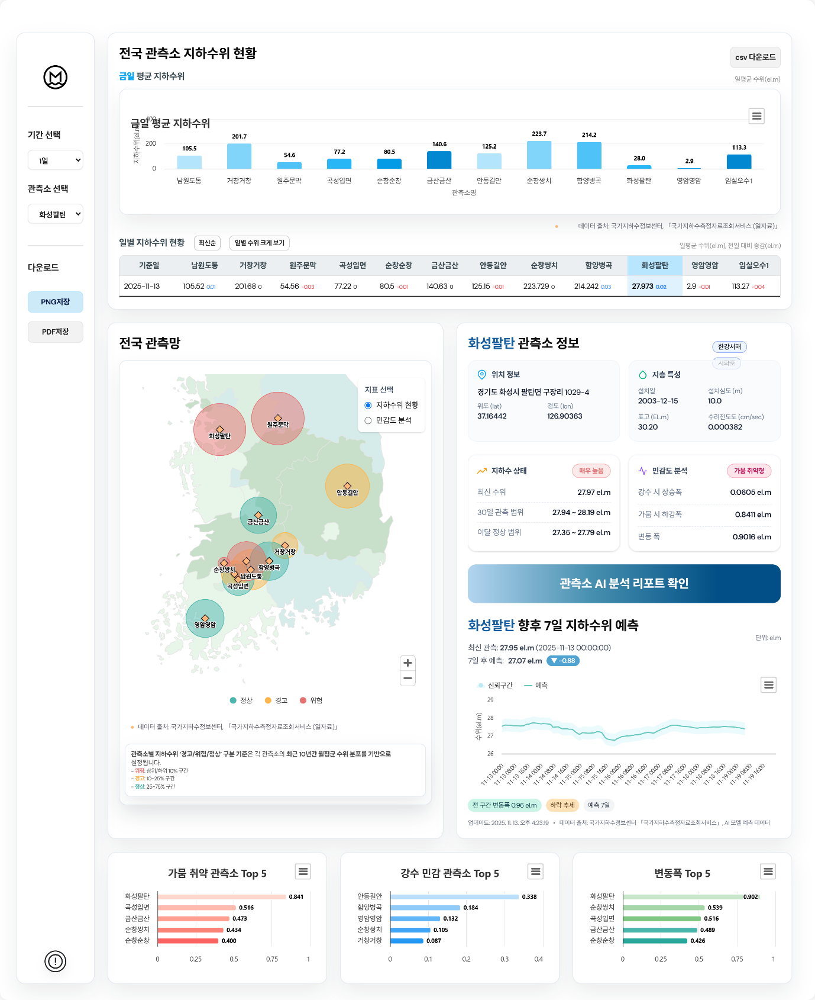 기간 선택
1일
관측소 선택
화성팔탄
다운로드
PNG저장
PDF저장
전국 관측소 지하수위 현황
csv 다운로드
금일 평균 지하수위
일평균 수위(el.m)
금일 평균 지하수위
지하수위(el.m)
400
200
0
105.5
201.7
54.6
77.2
80.5
140.6
125.2
223.7
214.2
28.0
2.9
113.3
남원도통 거창거창 원주문막 곡성입면 순창순창 금산금산 안동길안 순창쌍치 함양병곡 화성팔탄 영암영암 임실오수1
관측소명
데이터 출처: 국가지하수정보센터, 「국가지하수측정자료조회서비스 (일자료)」
일별 지하수위 현황 최신순 일별 수위 크게 보기
일평균 수위(el.m), 전일 대비 증감(el.m)
기준일 남원도통 거창거창 원주문막 곡성입면 순창순창 금산금산 안동길안 순창쌍치 함양병곡 화성팔탄 영암영암 임실오수1
2025-11-13 105.52 0.01 201.68 0 54.56 -0.03 77.22 0 80.5 -0.01 140.63 0 125.15 -0.01 223.729 0 214.242 0.03 27.973 0.02 2.9 -0.01 113.27 -0.04
전국 관측망
지표 선택
지하수위 현황
민감도 분석
원주문막
화성팔탄
안동길안
금산금산
거창거창
함양병곡
순창쌍치
남원도통
곡성입면
영암영암
+
−
정상 경고 위험
데이터 출처: 국가지하수정보센터, 「국가지하수측정자료조회서비스 (일자료)」
관측소별 지하수위 ‘경고/위험/정상’ 구분 기준은 각 관측소의 최근 10년간 월평균 수위 분포를 기반으로
설정됩니다.
- 위험: 상위/하위 10% 구간
- 경고: 10~25% 구간
- 정상: 25~75% 구간
화성팔탄 관측소 정보
한강서해
시화호
위치 정보
경기도 화성시 팔탄면 구장리 1029-4
위도 (lat) 경도 (lon)
37.16442 126.90363
지층 특성
설치일 설치심도 (m)
2003-12-15 10.0
표고 (EL.m) 수리전도도 (cm/sec)
30.20 0.000382
지하수 상태 매우 높음
최신 수위 27.97 el.m
30일 관측 범위 27.94 ~ 28.19 el.m
이달 정상 범위 27.35 ~ 27.79 el.m
민감도 분석 가뭄 취약형
강수 시 상승폭 0.0605 el.m
가뭄 시 하강폭 0.8411 el.m
변동 폭 0.9016 el.m
관측소 AI 분석 리포트 확인
화성팔탄 향후 7일 지하수위 예측
단위: el.m
최신 관측: 27.95 el.m (2025-11-13 00:00:00)
7일 후 예측: 27.07 el.m ▼ -0.88
신뢰구간 예측
수위(el.m)
29
28
27
26
11-13 00:00 11-13 08:00 11-13 16:00 11-14 00:00 11-14 08:00 11-14 16:00 11-15 00:00 11-15 08:00 11-15 16:00 11-16 00:00 11-16 08:00 11-16 16:00 11-17 00:00 11-17 08:00 11-17 16:00 11-18 00:00 11-18 08:00 11-18 16:00 11-19 00:00 11-19 08:00 11-19 16:00
전 구간 변동폭 0.96 el.m 하락 추세 예측 7일
업데이트: 2025. 11. 13. 오후 4:23:19 • 데이터 출처: 국가지하수정보센터 「국가지하수측정자료조회서비스」, AI 모델 예측 데이터
가뭄 취약 관측소 Top 5
화성팔탄 0.841
곡성입면 0.516
금산금산 0.473
순창쌍치 0.434
순창순창 0.400
0 0.25 0.5 0.75 1
강수 민감 관측소 Top 5
안동길안 0.338
함양병곡 0.184
영암영암 0.132
순창쌍치 0.105
거창거창 0.087
0 0.1 0.2 0.3 0.4
변동폭 Top 5
화성팔탄 0.902
순창쌍치 0.539
곡성입면 0.516
금산금산 0.489
순창순창 0.426
0 0.25 0.5 0.75 1